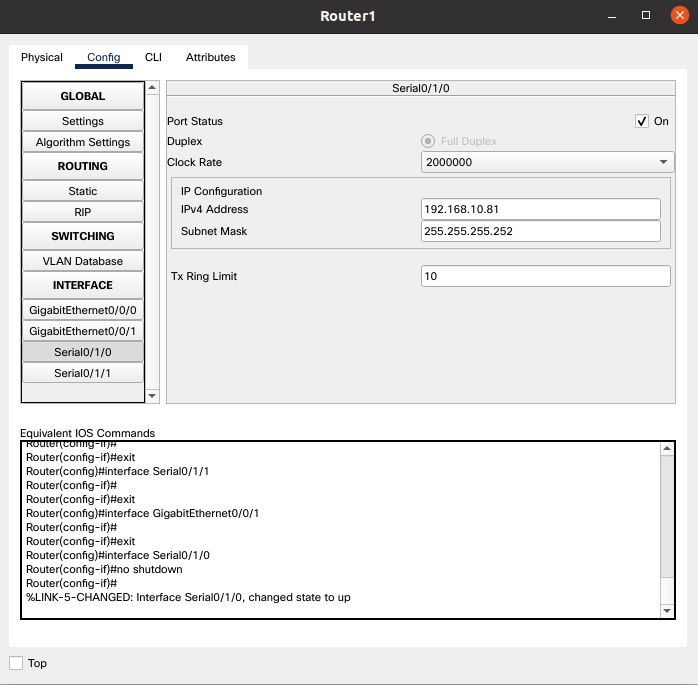 Router1
Physical Config CLI Attributes
GLOBAL
Settings
Algorithm Settings
ROUTING
Static
RIP
SWITCHING
VLAN Database
INTERFACE
GigabitEthernet0/0/0
GigabitEthernet0/0/1
Serial0/1/0
Serial0/1/1
Serial0/1/0
Port Status On
Duplex Full Duplex
Clock Rate 2000000
IP Configuration
IPv4 Address 192.168.10.81
Subnet Mask 255.255.255.252
Tx Ring Limit 10
Equivalent IOS Commands
Router(config-if)#
Router(config-if)#exit
Router(config)#interface Serial0/1/1
Router(config-if)#
Router(config-if)#exit
Router(config)#interface GigabitEthernet0/0/1
Router(config-if)#
Router(config-if)#exit
Router(config)#interface Serial0/1/0
Router(config-if)#no shutdown
Router(config-if)#
%LINK-5-CHANGED: Interface Serial0/1/0, changed state to up
Top